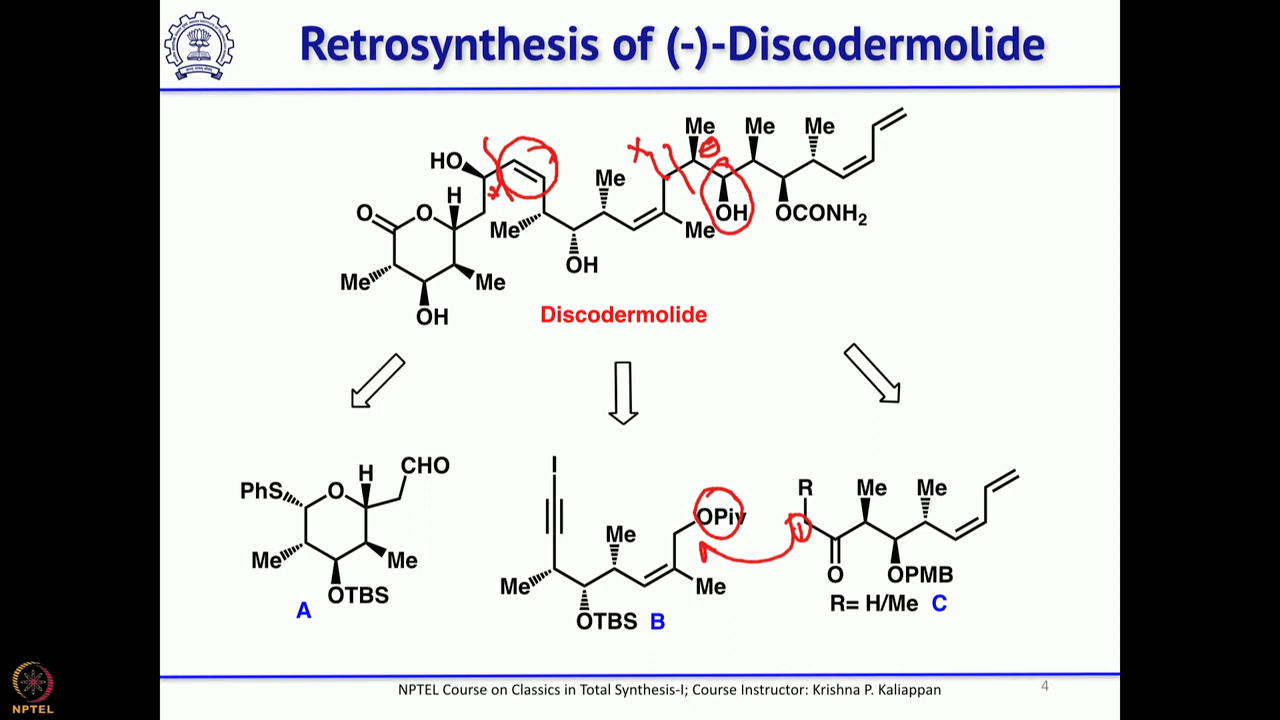 Retrosynthesis of (-)-Discodermolide
Me Me Me
HO
H Me
O O OH OCONH2
Me Me
Me Me OH
OH Discodermolide
I
H CHO R Me Me
PhS O
OPiv
Me
Me Me O OPMB
OTBS Me Me
A OTBS B R= H/Me C
NPTEL Course on Classics in Total Synthesis-I; Course Instructor: Krishna P. Kaliappan
4
NPTEL